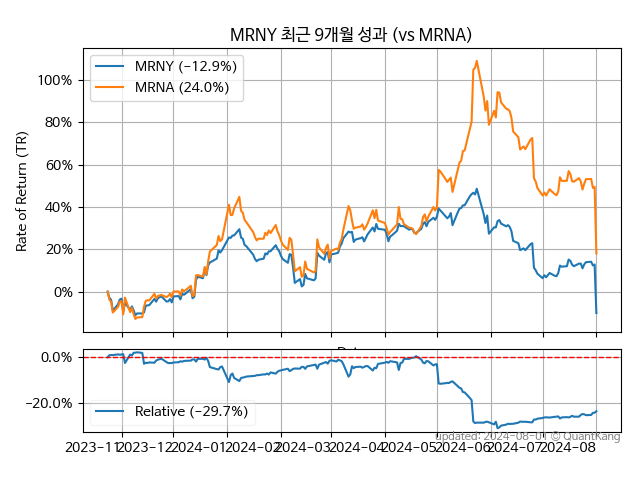 MRNY 최근 9개월 성과 (vs MRNA)
MRNY (-12.9%)
MRNA (24.0%)
Rate of Return (TR)
100%
80%
60%
40%
20%
0%
0.0%
-20.0%
Relative (-29.7%)
2023-11 2023-12 2024-01 2024-02 2024-03 2024-04 2024-05 2024-06 2024-07 2024-08
updated: 2024-08-01 © QuantKang